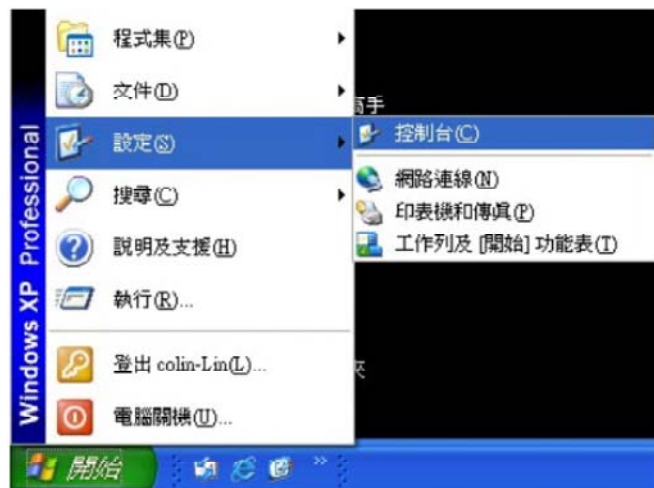 程式集(P)
文件(D)
高手
設定(S)
控制台(C)
搜尋(C)
網路連線(N)
印表機和傳真(P)
說明及支援(H)
工作列及 [開始] 功能表(T)
執行(R)...
登出 colin-Lin(L)...
電腦關機(U)...
Windows XP Professional
開始